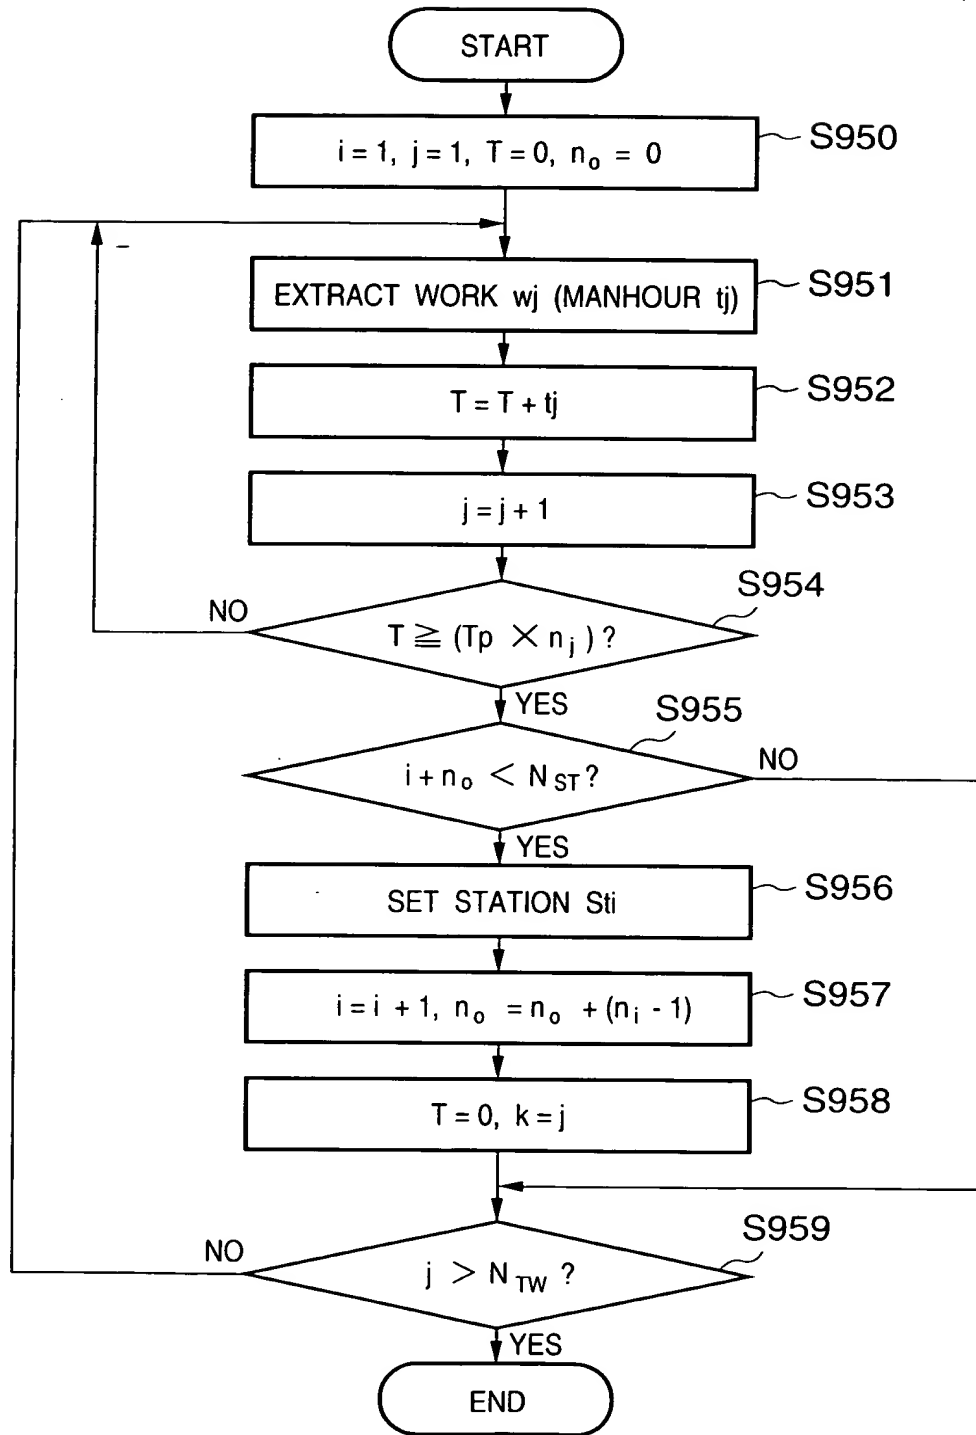 START
i = 1, j = 1, T = 0, n₀ = 0
S950
EXTRACT WORK wj (MANHOUR tj)
S951
T = T + tj
S952
j = j + 1
S953
S954
NO
T ≧ (Tp × nⱼ) ?
YES
S955
NO
i + n₀ < N_ST ?
YES
SET STATION Sti
S956
i = i + 1, n₀ = n₀ + (nᵢ - 1)
S957
T = 0, k = j
S958
S959
NO
j > N_TW ?
YES
END